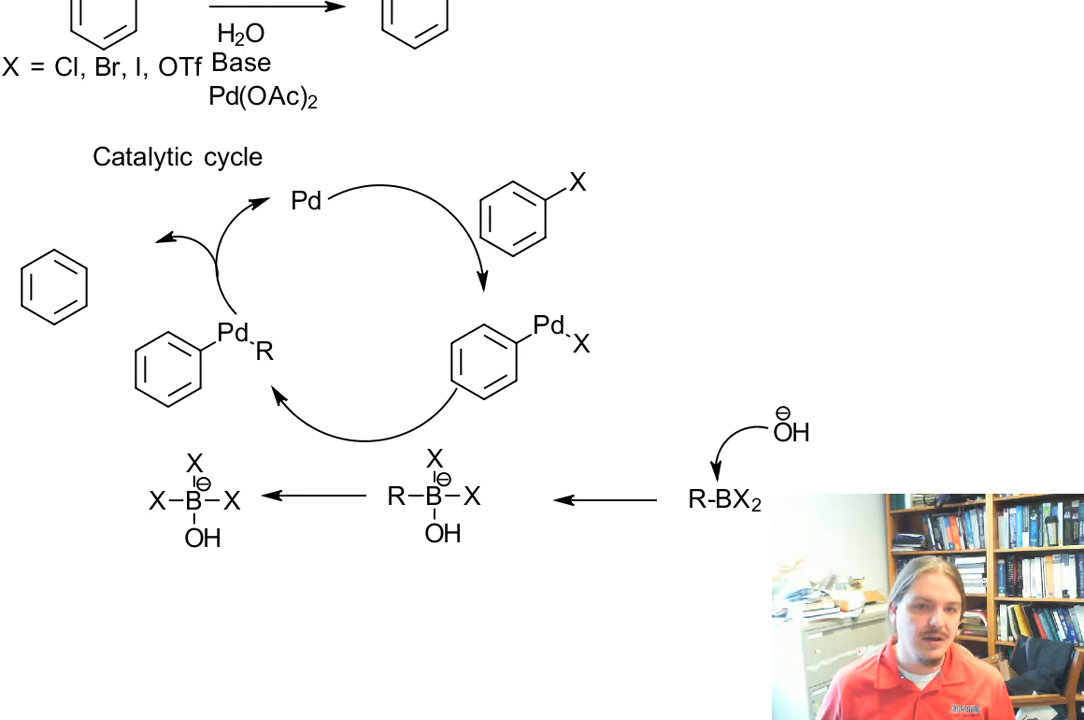 H₂O
X = Cl, Br, I, OTf Base
Pd(OAc)₂
Catalytic cycle
Pd
X
Pd
R
Pd
X
⊖
OH
X
X–B⊖–X
OH
X
R–B⊖–X
OH
R-BX₂